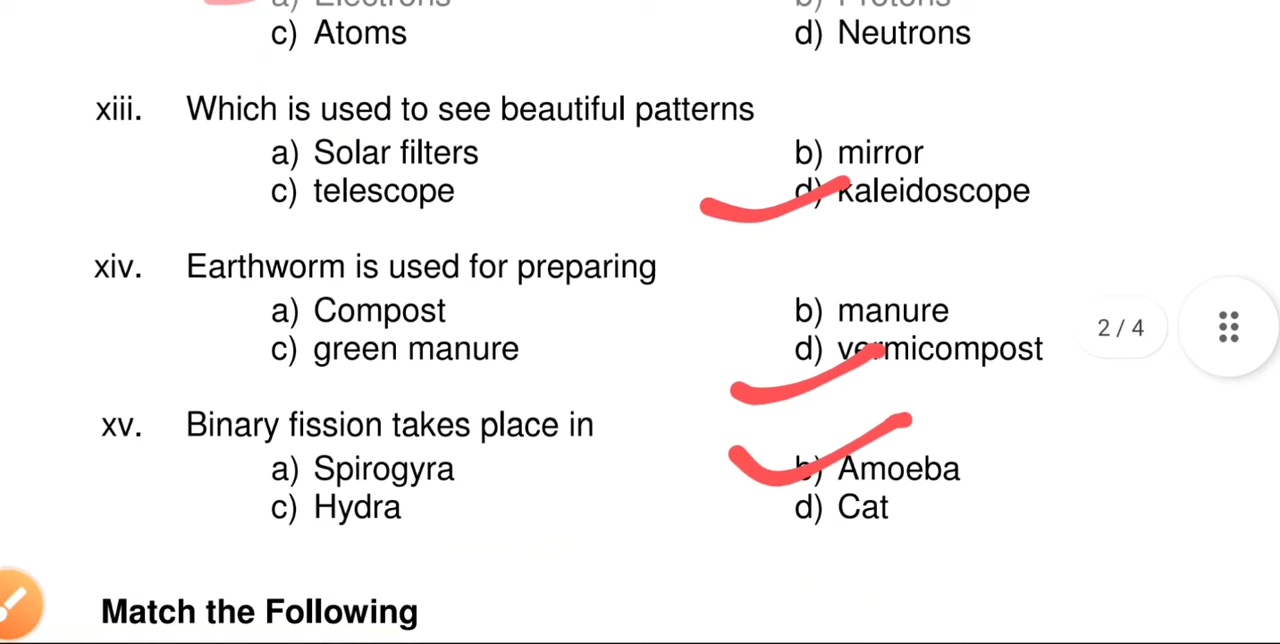 a) Electrons b) Protons
c) Atoms d) Neutrons
xiii. Which is used to see beautiful patterns
a) Solar filters b) mirror
c) telescope d) kaleidoscope
xiv. Earthworm is used for preparing
a) Compost b) manure
c) green manure d) vermicompost
2 / 4
xv. Binary fission takes place in
a) Spirogyra b) Amoeba
c) Hydra d) Cat
Match the Following